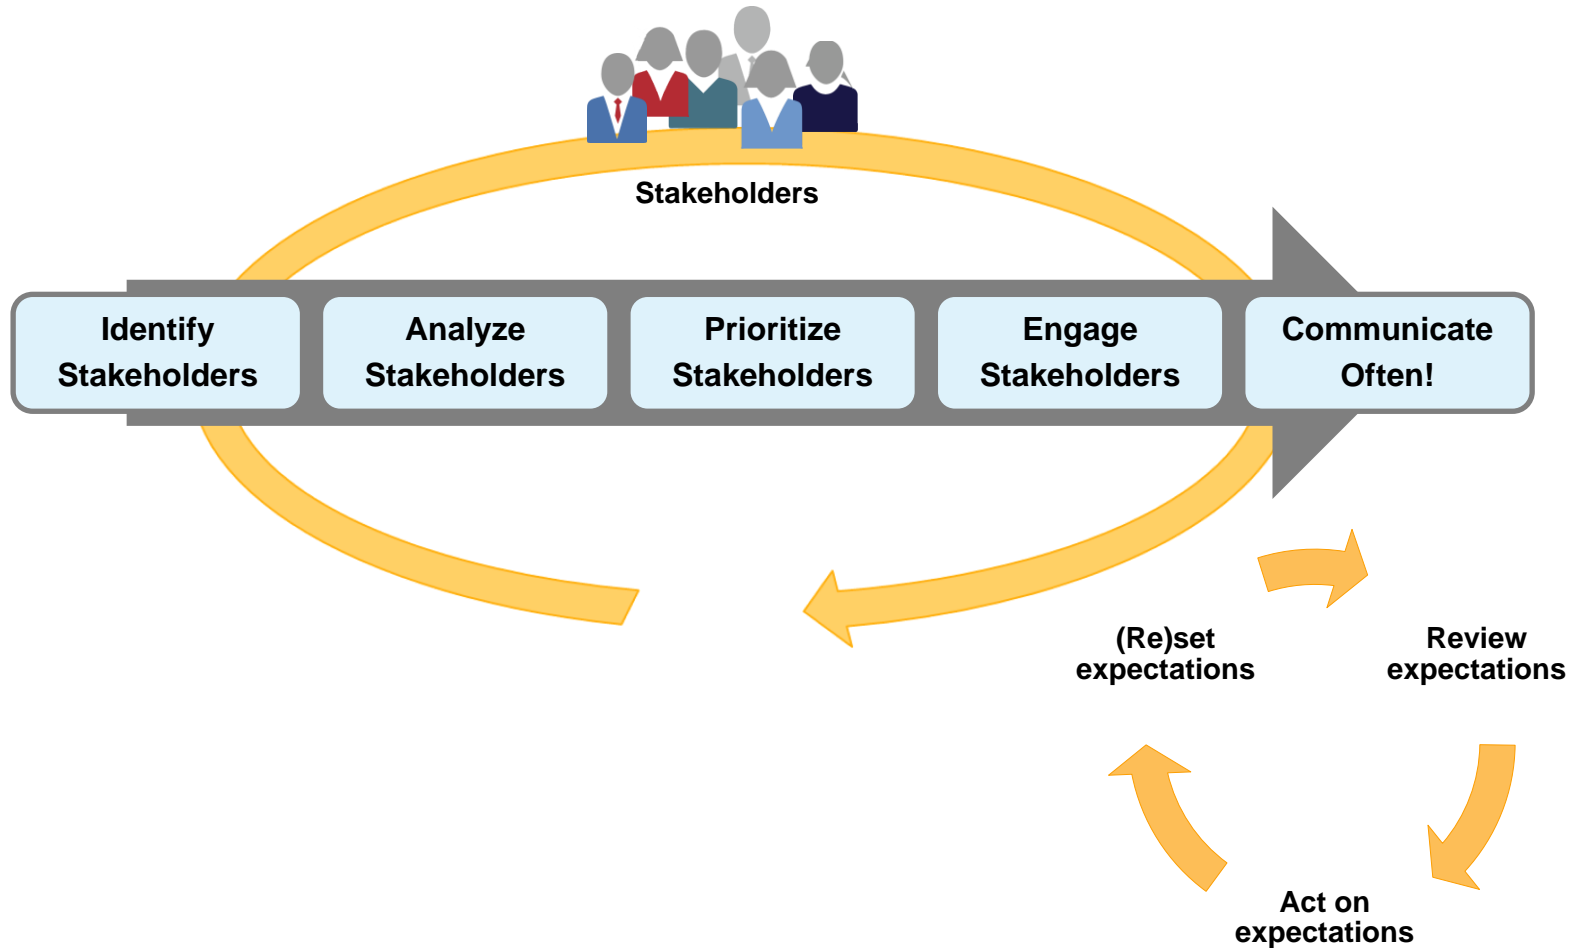 Stakeholders
Identify
Stakeholders
Analyze
Stakeholders
Prioritize
Stakeholders
Engage
Stakeholders
Communicate
Often!
(Re)set
expectations
Review
expectations
Act on
expectations